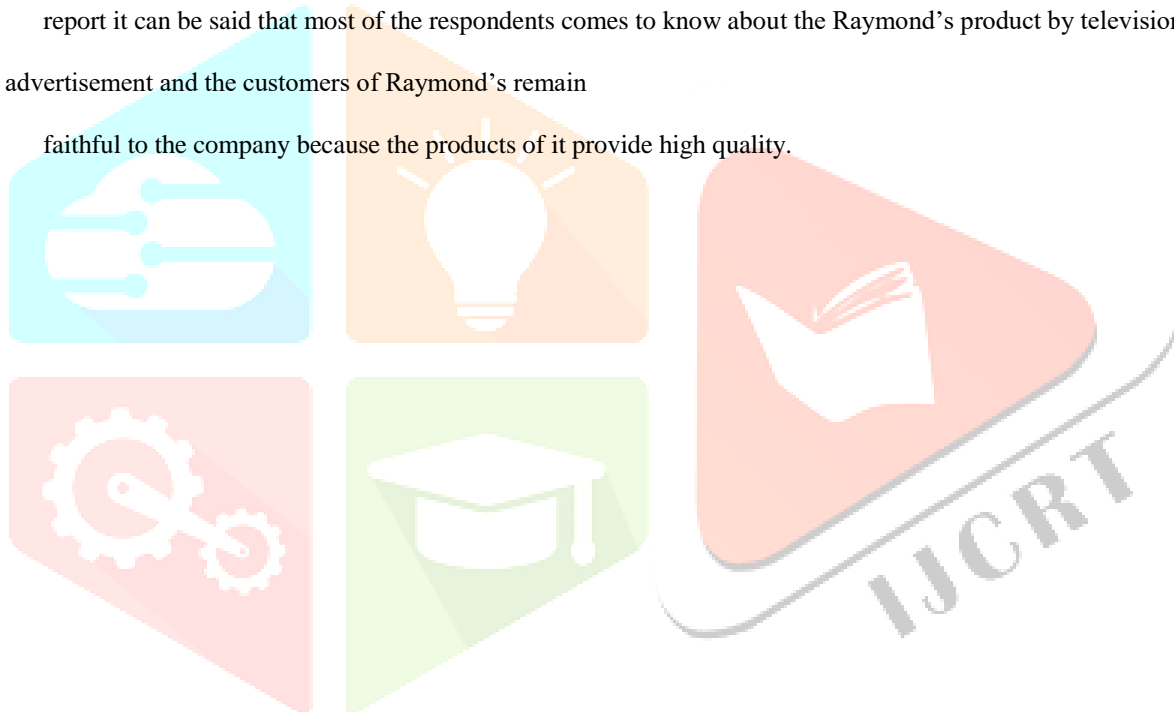 report it can be said that most of the respondents comes to know about the Raymond’s product by television
advertisement and the customers of Raymond’s remain
faithful to the company because the products of it provide high quality.
IJCRT